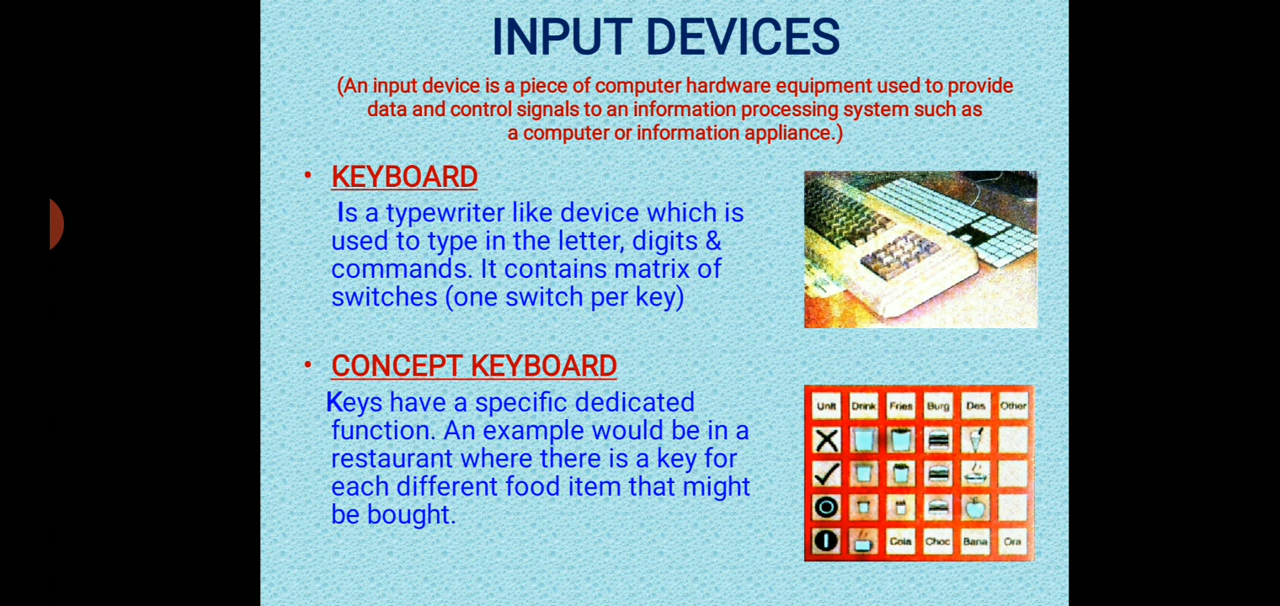 INPUT DEVICES
(An input device is a piece of computer hardware equipment used to provide
data and control signals to an information processing system such as
a computer or information appliance.)
• KEYBOARD
Is a typewriter like device which is
used to type in the letter, digits &
commands. It contains matrix of
switches (one switch per key)
• CONCEPT KEYBOARD
Keys have a specific dedicated
function. An example would be in a
restaurant where there is a key for
each different food item that might
be bought.
Unit Drink Fries Burg Des Other
Cola Choc Bana Ora